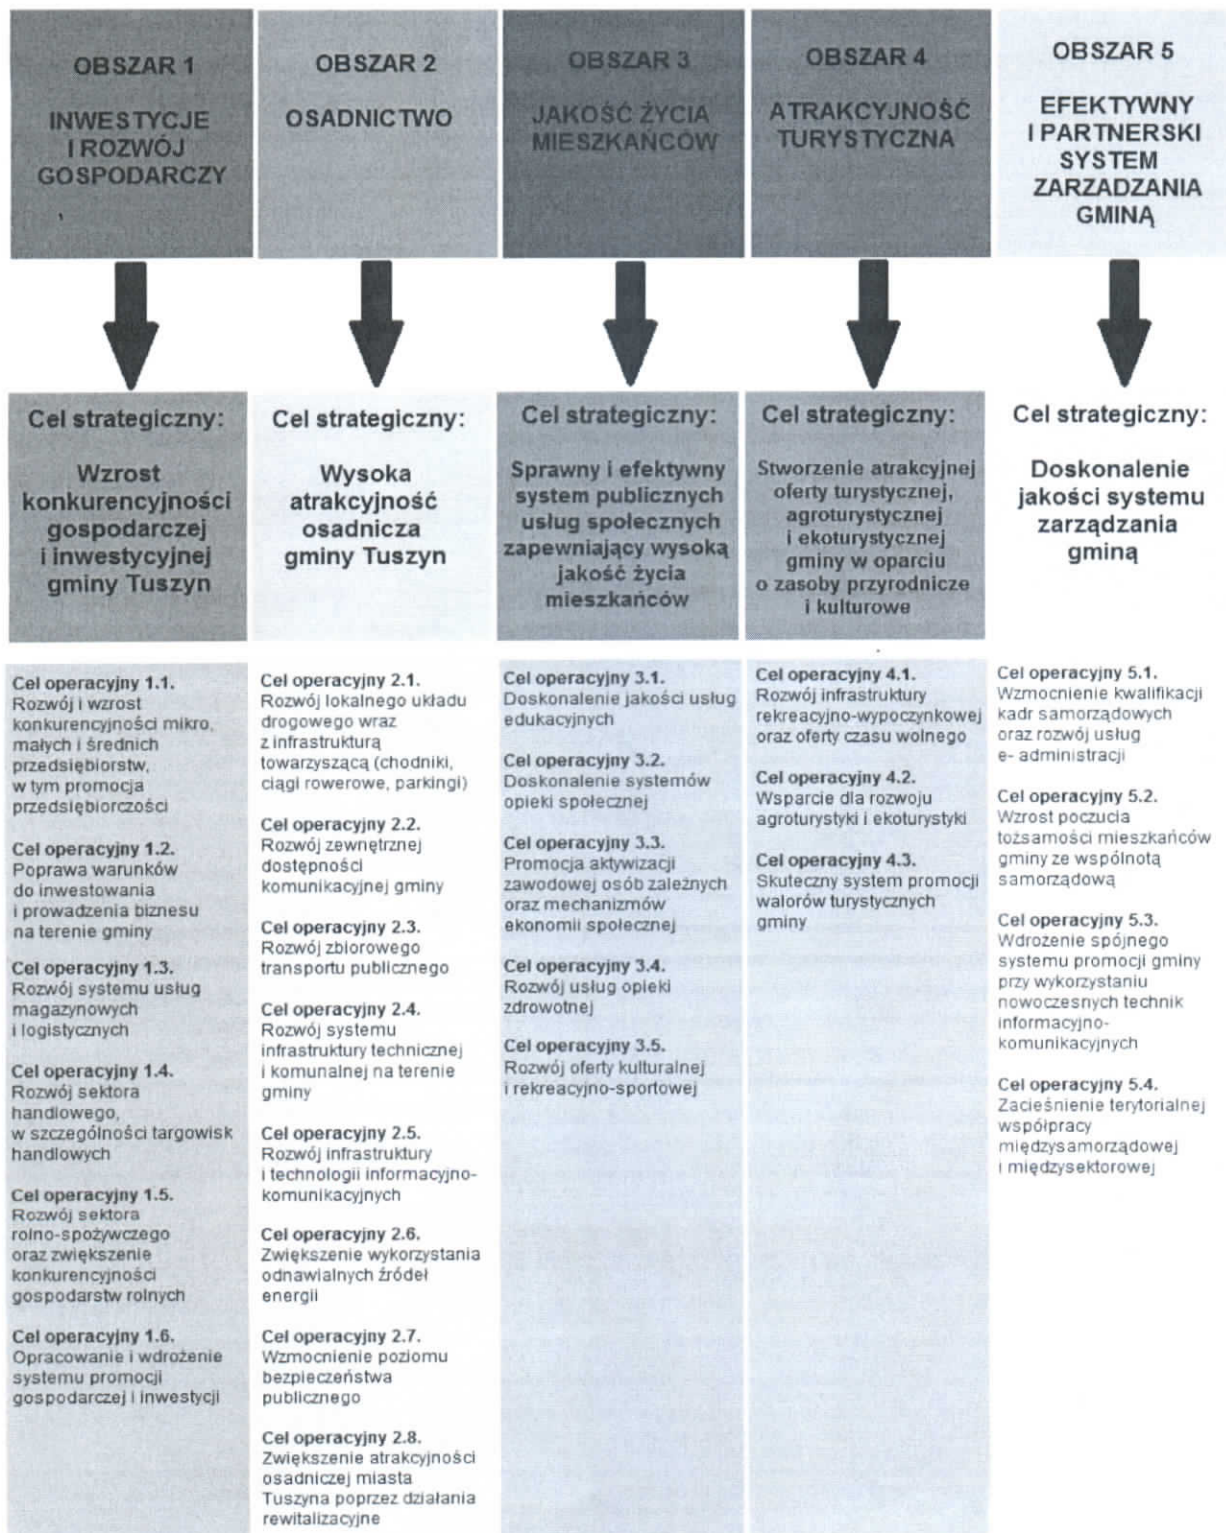 OBSZAR 1
INWESTYCJE
I ROZWÓJ
GOSPODARCZY
OBSZAR 2
OSADNICTWO
OBSZAR 3
JAKOŚĆ ŻYCIA
MIESZKAŃCÓW
OBSZAR 4
ATRAKCYJNOŚĆ
TURYSTYCZNA
OBSZAR 5
EFEKTYWNY
I PARTNERSKI
SYSTEM
ZARZADZANIA
GMINĄ
Cel strategiczny:
Wzrost
konkurencyjności
gospodarczej
i inwestycyjnej
gminy Tuszyn
Cel strategiczny:
Wysoka
atrakcyjność
osadnicza
gminy Tuszyn
Cel strategiczny:
Sprawny i efektywny
system publicznych
usług społecznych
zapewniający wysoką
jakość życia
mieszkańców
Cel strategiczny:
Stworzenie atrakcyjnej
oferty turystycznej,
agroturystycznej
i ekoturystycznej
gminy w oparciu
o zasoby przyrodnicze
i kulturowe
Cel strategiczny:
Doskonalenie
jakości systemu
zarządzania
gminą
Cel operacyjny 1.1.
Rozwój i wzrost
konkurencyjności mikro,
małych i średnich
przedsiębiorstw,
w tym promocja
przedsiębiorczości
Cel operacyjny 1.2.
Poprawa warunków
do inwestowania
i prowadzenia biznesu
na terenie gminy
Cel operacyjny 1.3.
Rozwój systemu usług
magazynowych
i logistycznych
Cel operacyjny 1.4.
Rozwój sektora
handlowego,
w szczególności targowisk
handlowych
Cel operacyjny 1.5.
Rozwój sektora
rolno-spożywczego
oraz zwiększenie
konkurencyjności
gospodarstw rolnych
Cel operacyjny 1.6.
Opracowanie i wdrożenie
systemu promocji
gospodarczej i inwestycji
Cel operacyjny 2.1.
Rozwój lokalnego układu
drogowego wraz
z infrastrukturą
towarzyszącą (chodniki,
ciągi rowerowe, parkingi)
Cel operacyjny 2.2.
Rozwój zewnętrznej
dostępności
komunikacyjnej gminy
Cel operacyjny 2.3.
Rozwój zbiorowego
transportu publicznego
Cel operacyjny 2.4.
Rozwój systemu
infrastruktury technicznej
i komunalnej na terenie
gminy
Cel operacyjny 2.5.
Rozwój infrastruktury
i technologii informacyjno-
komunikacyjnych
Cel operacyjny 2.6.
Zwiększenie wykorzystania
odnawialnych źródeł
energii
Cel operacyjny 2.7.
Wzmocnienie poziomu
bezpieczeństwa
publicznego
Cel operacyjny 2.8.
Zwiększenie atrakcyjności
osadniczej miasta
Tuszyna poprzez działania
rewitalizacyjne
Cel operacyjny 3.1.
Doskonalenie jakości usług
edukacyjnych
Cel operacyjny 3.2.
Doskonalenie systemów
opieki społecznej
Cel operacyjny 3.3.
Promocja aktywizacji
zawodowej osób zależnych
oraz mechanizmów
ekonomii społecznej
Cel operacyjny 3.4.
Rozwój usług opieki
zdrowotnej
Cel operacyjny 3.5.
Rozwój oferty kulturalnej
i rekreacyjno-sportowej
Cel operacyjny 4.1.
Rozwój infrastruktury
rekreacyjno-wypoczynkowej
oraz oferty czasu wolnego
Cel operacyjny 4.2.
Wsparcie dla rozwoju
agroturystyki i ekoturystyki
Cel operacyjny 4.3.
Skuteczny system promocji
walorów turystycznych
gminy
Cel operacyjny 5.1.
Wzmocnienie kwalifikacji
kadr samorządowych
oraz rozwój usług
e- administracji
Cel operacyjny 5.2.
Wzrost poczucia
tożsamości mieszkańców
gminy ze wspólnotą
samorządową
Cel operacyjny 5.3.
Wdrożenie spójnego
systemu promocji gminy
przy wykorzystaniu
nowoczesnych technik
informacyjno-
komunikacyjnych
Cel operacyjny 5.4.
Zacieśnienie terytorialnej
współpracy
międzysamorządowej
i międzysektorowej